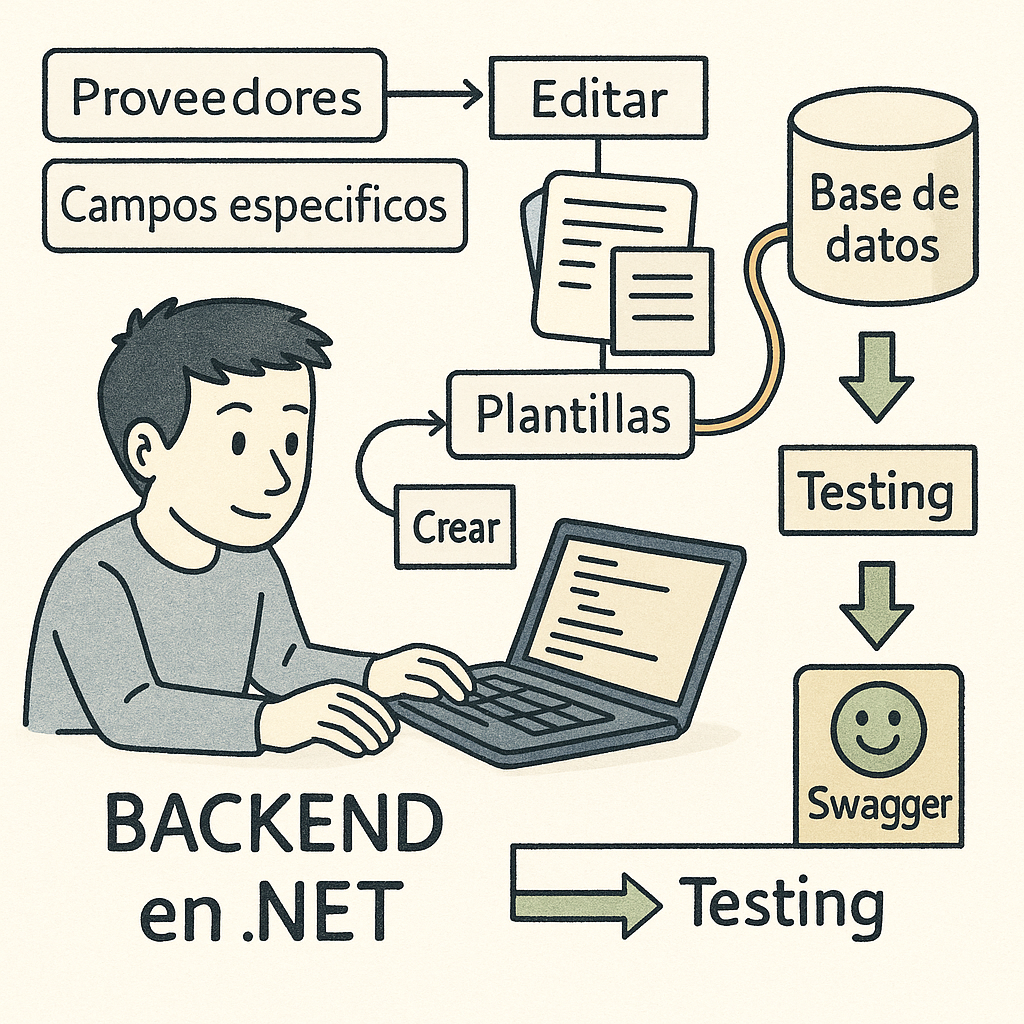 Proveedores
Editar
Campos especificos
Base de
datos
Plantillas
Crear
Testing
Swagger
BACKEND
en .NET
Testing